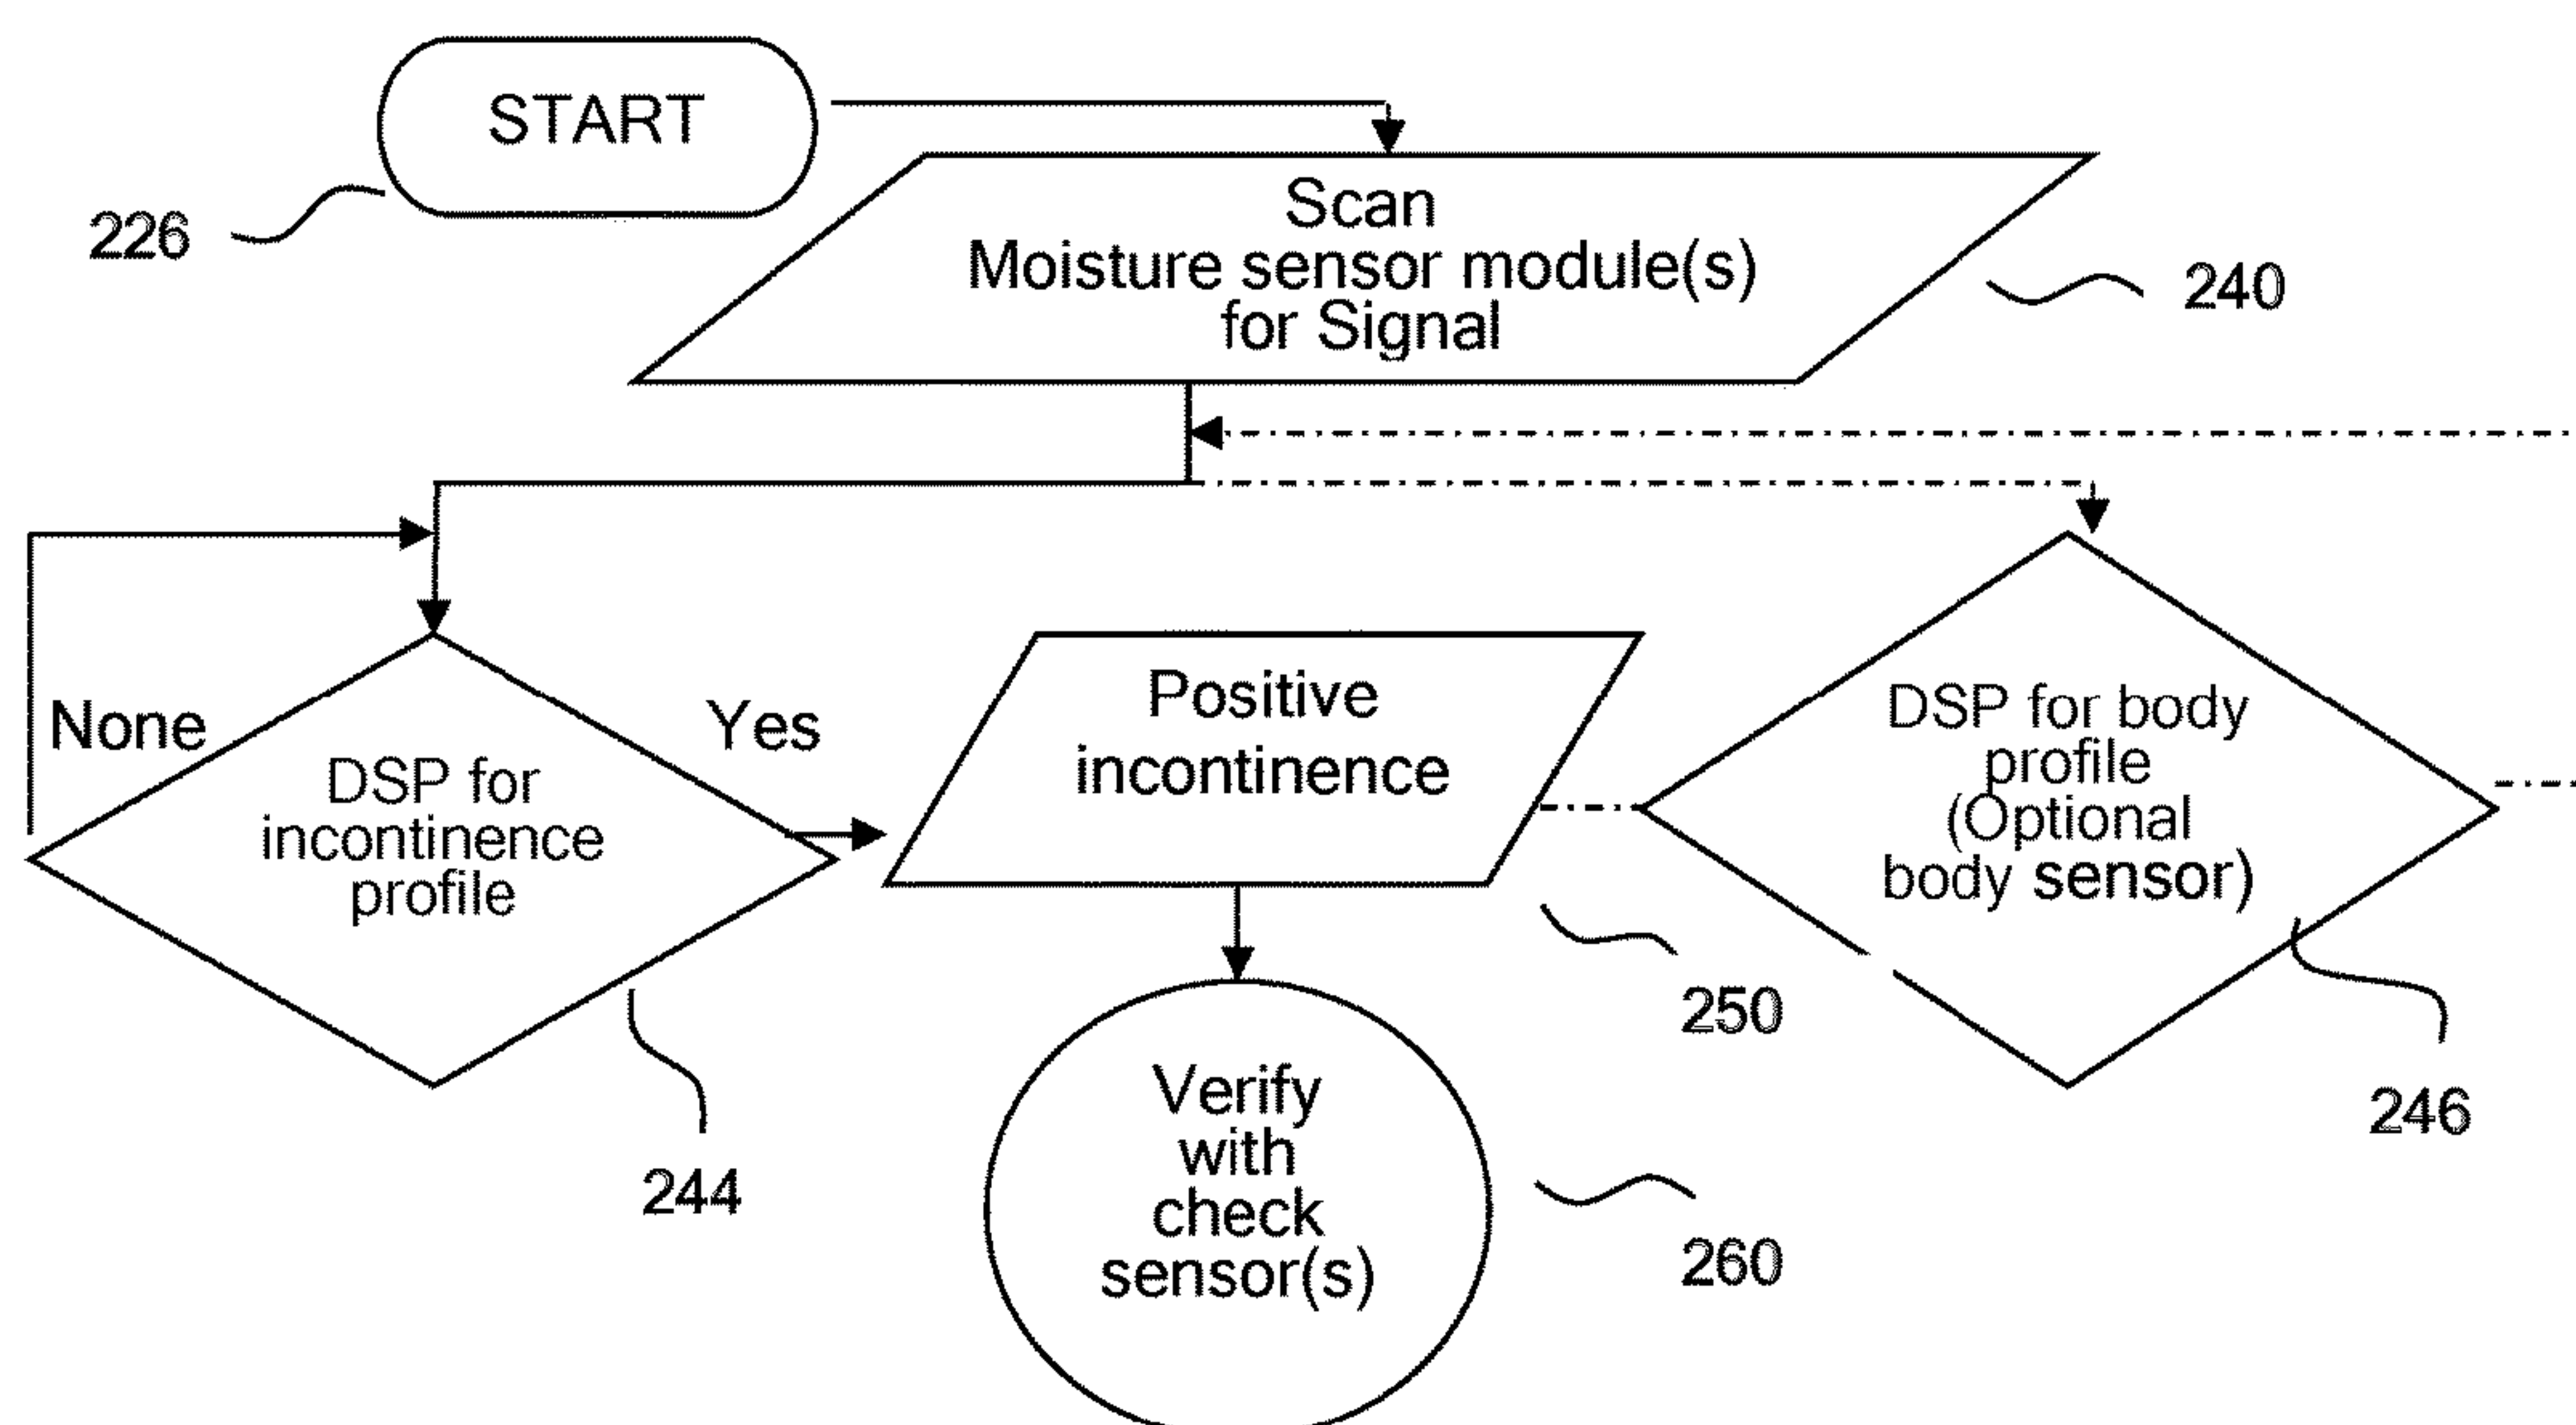 START
226
Scan
Moisture sensor module(s)
for Signal
240
None
Yes
DSP for
incontinence
profile
244
Positive
incontinence
250
DSP for body
profile
(Optional
body sensor)
246
Verify
with
check
sensor(s)
260